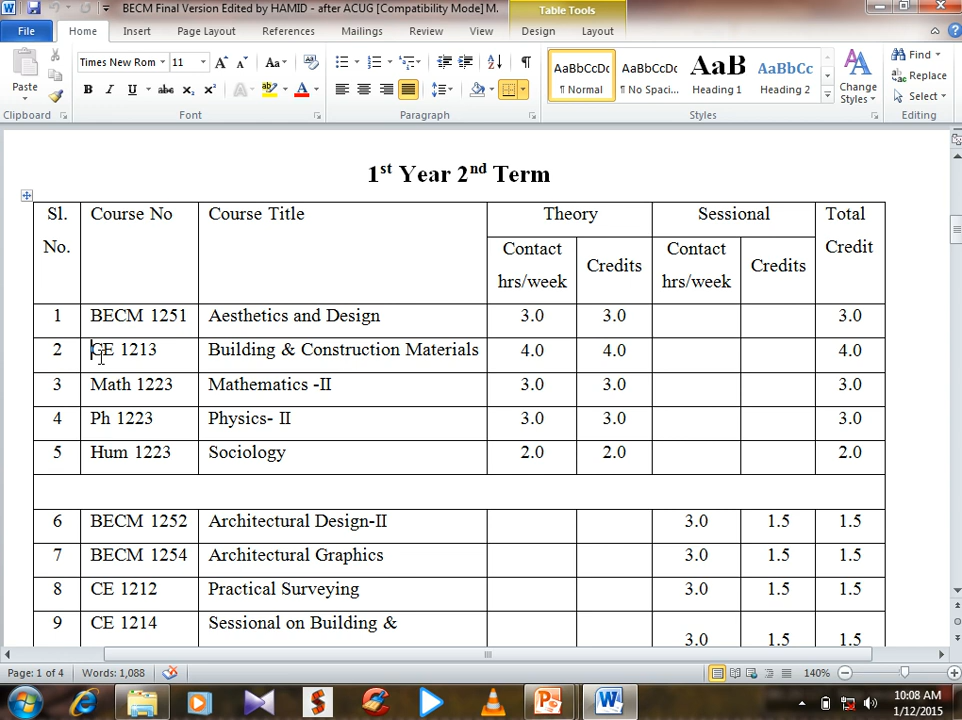 BECM Final Version Edited by HAMID - after ACUG [Compatibility Mode] M.
Table Tools
File Home Insert Page Layout References Mailings Review View Design Layout
Paste
Clipboard
Times New Rom 11
B I U abc x₂ x² A A
Aa
Font
Paragraph
AaBbCcDc AaBbCcDc AaB AaBbCc
¶ Normal ¶ No Spaci... Heading 1 Heading 2
Change
Styles
Styles
Find
Replace
Select
Editing
1st Year 2nd Term
Sl. Course No Course Title Theory Sessional Total
No. Contact Contact Credit
Credits Credits
hrs/week hrs/week
1 BECM 1251 Aesthetics and Design 3.0 3.0 3.0
2 CE 1213 Building & Construction Materials 4.0 4.0 4.0
3 Math 1223 Mathematics -II 3.0 3.0 3.0
4 Ph 1223 Physics- II 3.0 3.0 3.0
5 Hum 1223 Sociology 2.0 2.0 2.0
6 BECM 1252 Architectural Design-II 3.0 1.5 1.5
7 BECM 1254 Architectural Graphics 3.0 1.5 1.5
8 CE 1212 Practical Surveying 3.0 1.5 1.5
9 CE 1214 Sessional on Building &
3.0 1.5 1.5
Page: 1 of 4 Words: 1,088 140%
10:08 AM
1/12/2015